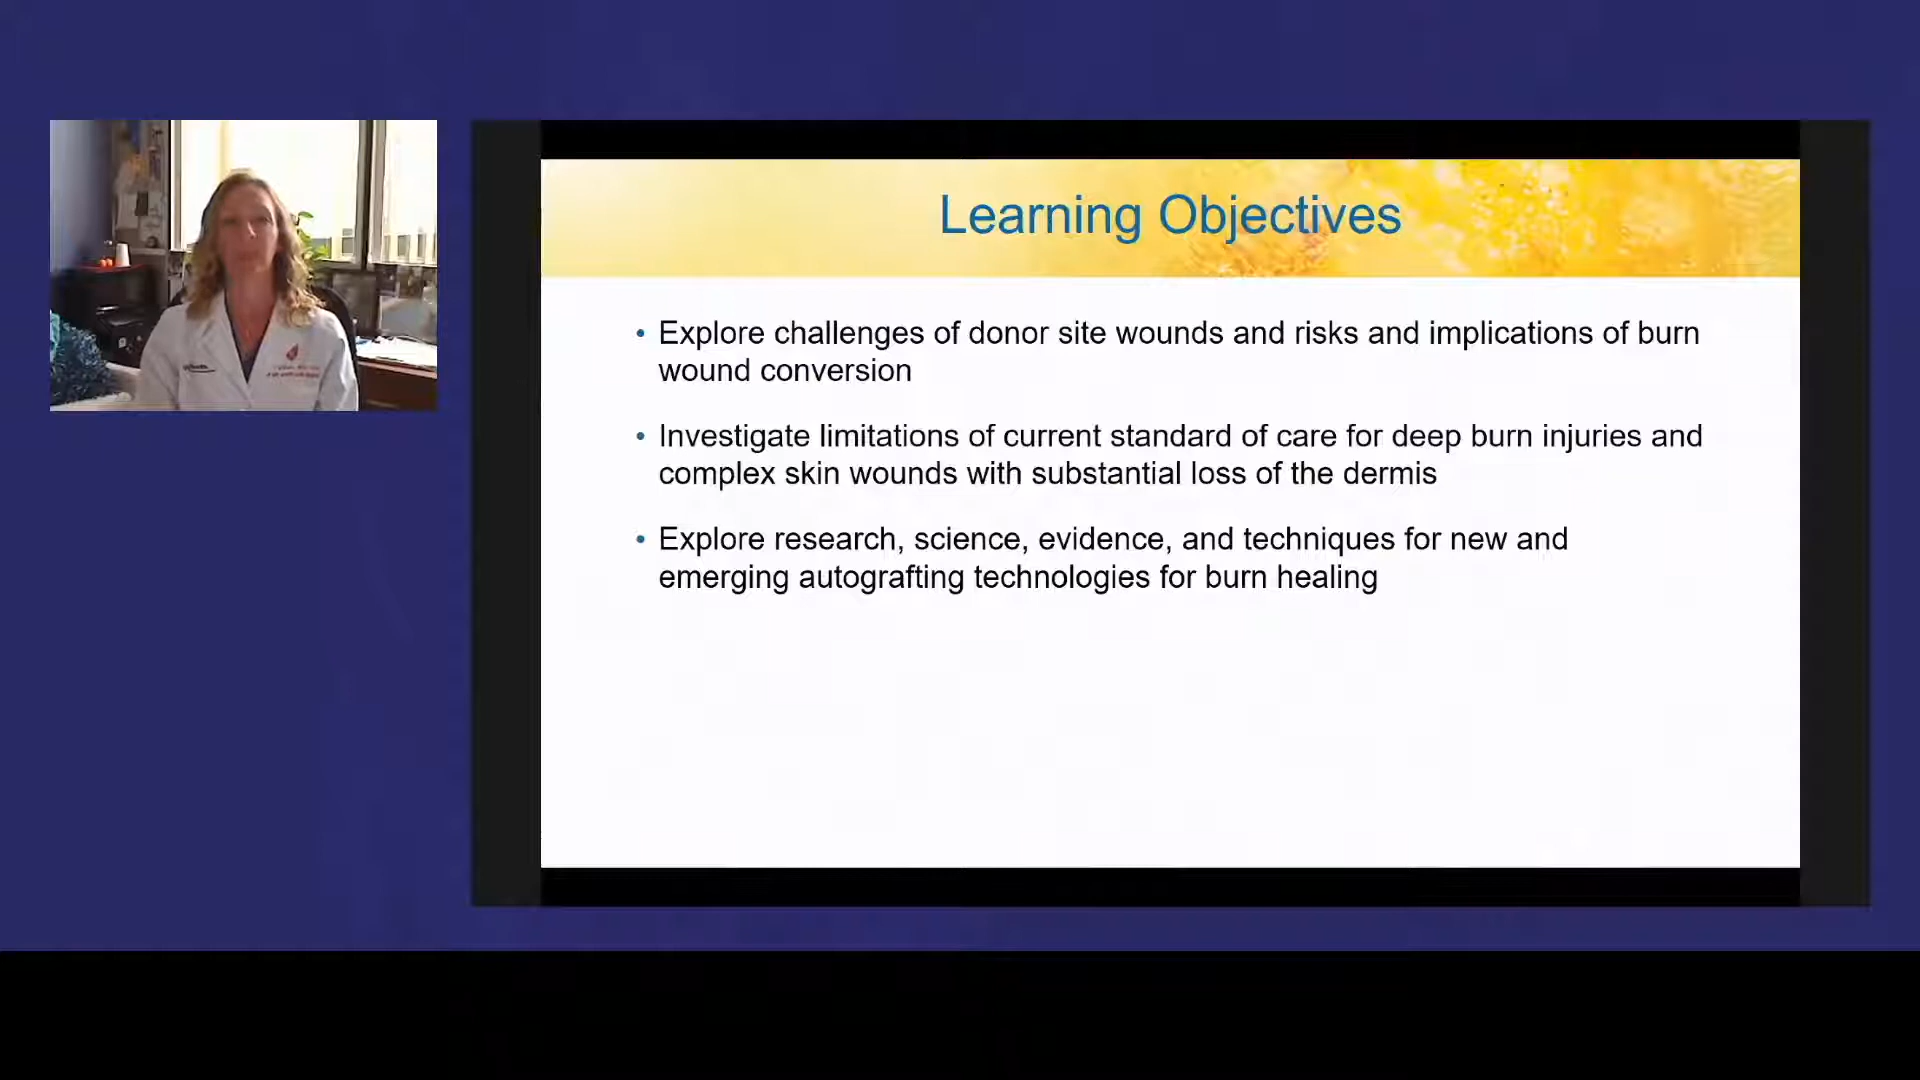 Learning Objectives
• Explore challenges of donor site wounds and risks and implications of burn
wound conversion
• Investigate limitations of current standard of care for deep burn injuries and
complex skin wounds with substantial loss of the dermis
• Explore research, science, evidence, and techniques for new and
emerging autografting technologies for burn healing